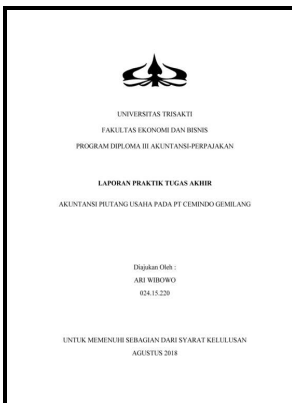 UNIVERSITAS TRISAKTI
FAKULTAS EKONOMI DAN BISNIS
PROGRAM DIPLOMA III AKUNTANSI-PERPAJAKAN
LAPORAN PRAKTIK TUGAS AKHIR
AKUNTANSI PIUTANG USAHA PADA PT CEMINDO GEMILANG
Diajukan Oleh :
ARI WIBOWO
024.15.220
UNTUK MEMENUHI SEBAGIAN DARI SYARAT KELULUSAN
AGUSTUS 2018